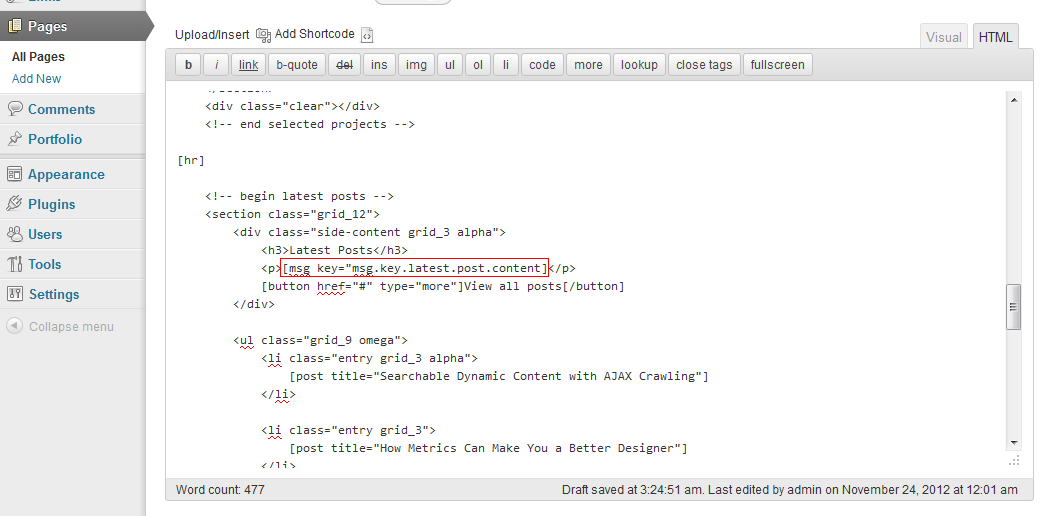 Pages
All Pages
Add New
Comments
Portfolio
Appearance
Plugins
Users
Tools
Settings
Collapse menu
Upload/Insert Add Shortcode
Visual HTML
b i link b-quote del ins img ul ol li code more lookup close tags fullscreen
<div class="clear"></div>
<!-- end selected projects -->
[hr]
<!-- begin latest posts -->
<section class="grid_12">
<div class="side-content grid_3 alpha">
<h3>Latest Posts</h3>
<p>[msg key="msg.key.latest.post.content]</p>
[button href="#" type="more"]View all posts[/button]
</div>
<ul class="grid_9 omega">
<li class="entry grid_3 alpha">
[post title="Searchable Dynamic Content with AJAX Crawling"]
</li>
<li class="entry grid_3">
[post title="How Metrics Can Make You a Better Designer"]
</li>
Word count: 477
Draft saved at 3:24:51 am. Last edited by admin on November 24, 2012 at 12:01 am